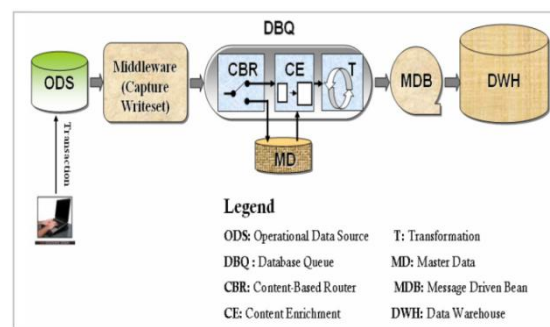 DBQ
ODS
Middleware
(Capture
Writeset)
CBR
CE
T
MDB
DWH
MD
Transaction
Legend
ODS: Operational Data Source
T: Transformation
DBQ : Database Queue
MD: Master Data
CBR: Content-Based Router
MDB: Message Driven Bean
CE: Content Enrichment
DWH: Data Warehouse